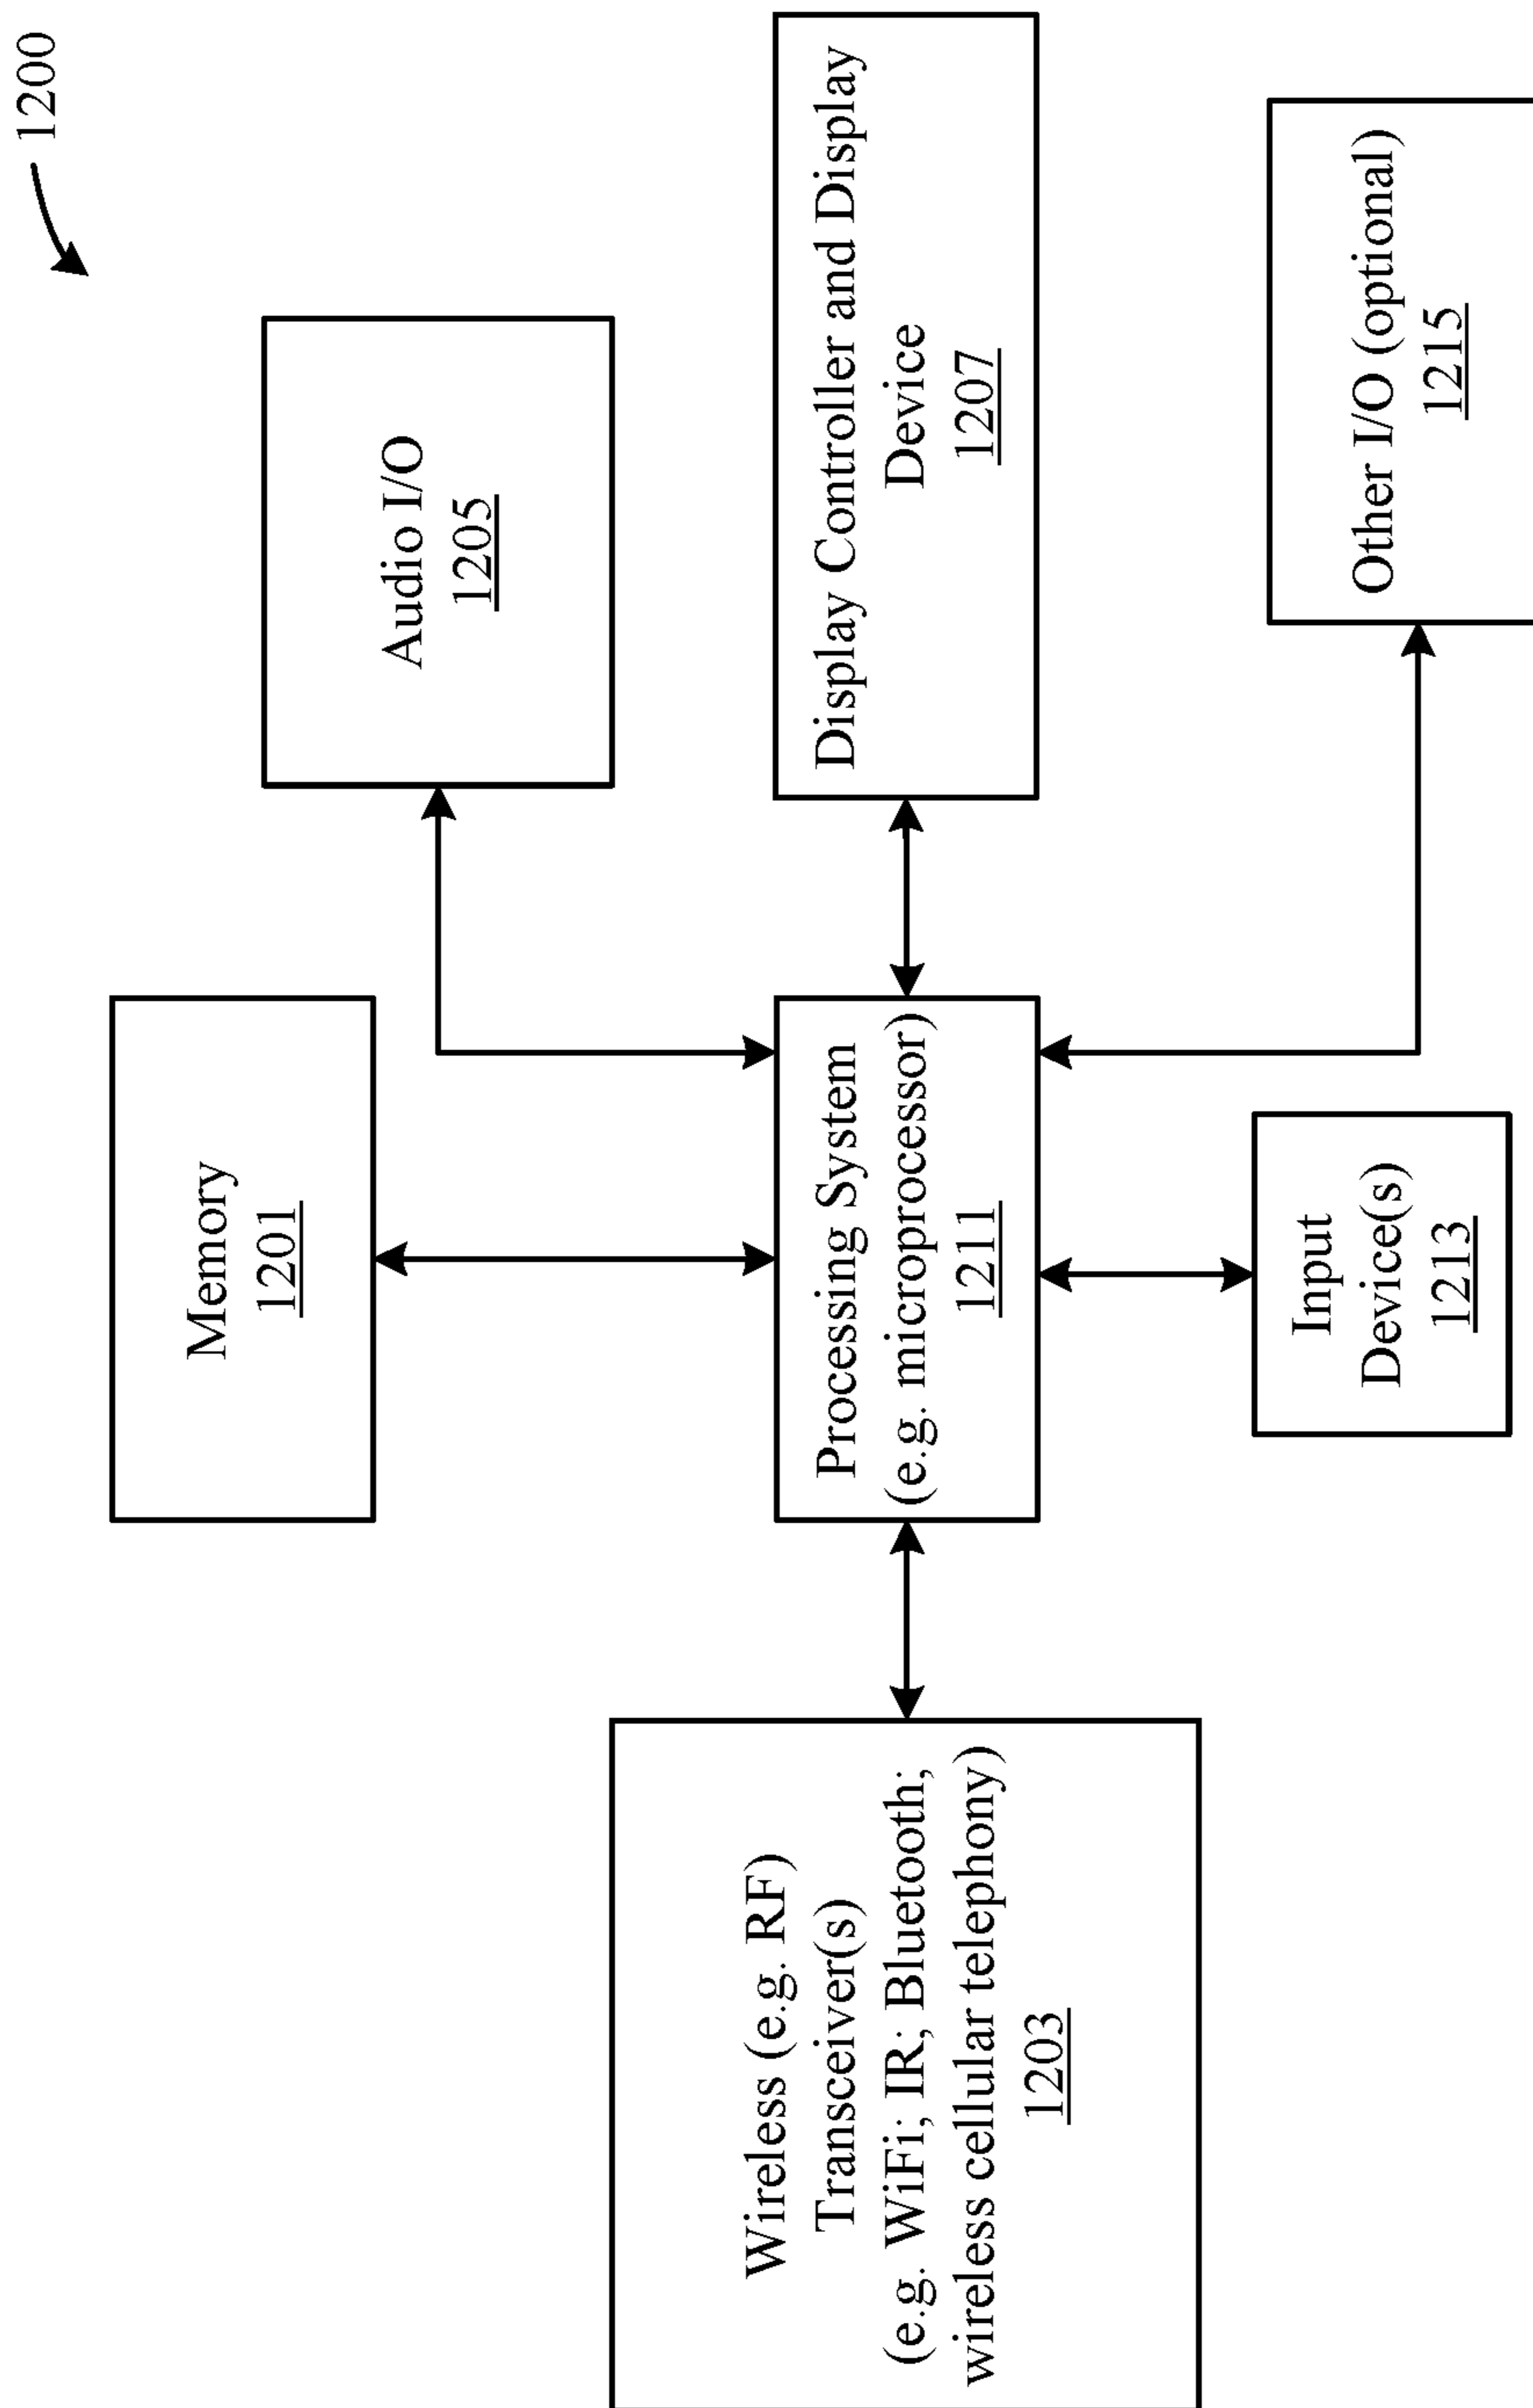 1200
Memory
1201
Audio I/O
1205
Wireless (e.g. RF)
Transceiver(s)
(e.g. WiFi; IR; Bluetooth;
wireless cellular telephony)
1203
Processing System
(e.g. microprocessor)
1211
Display Controller and Display
Device
1207
Input
Device(s)
1213
Other I/O (optional)
1215